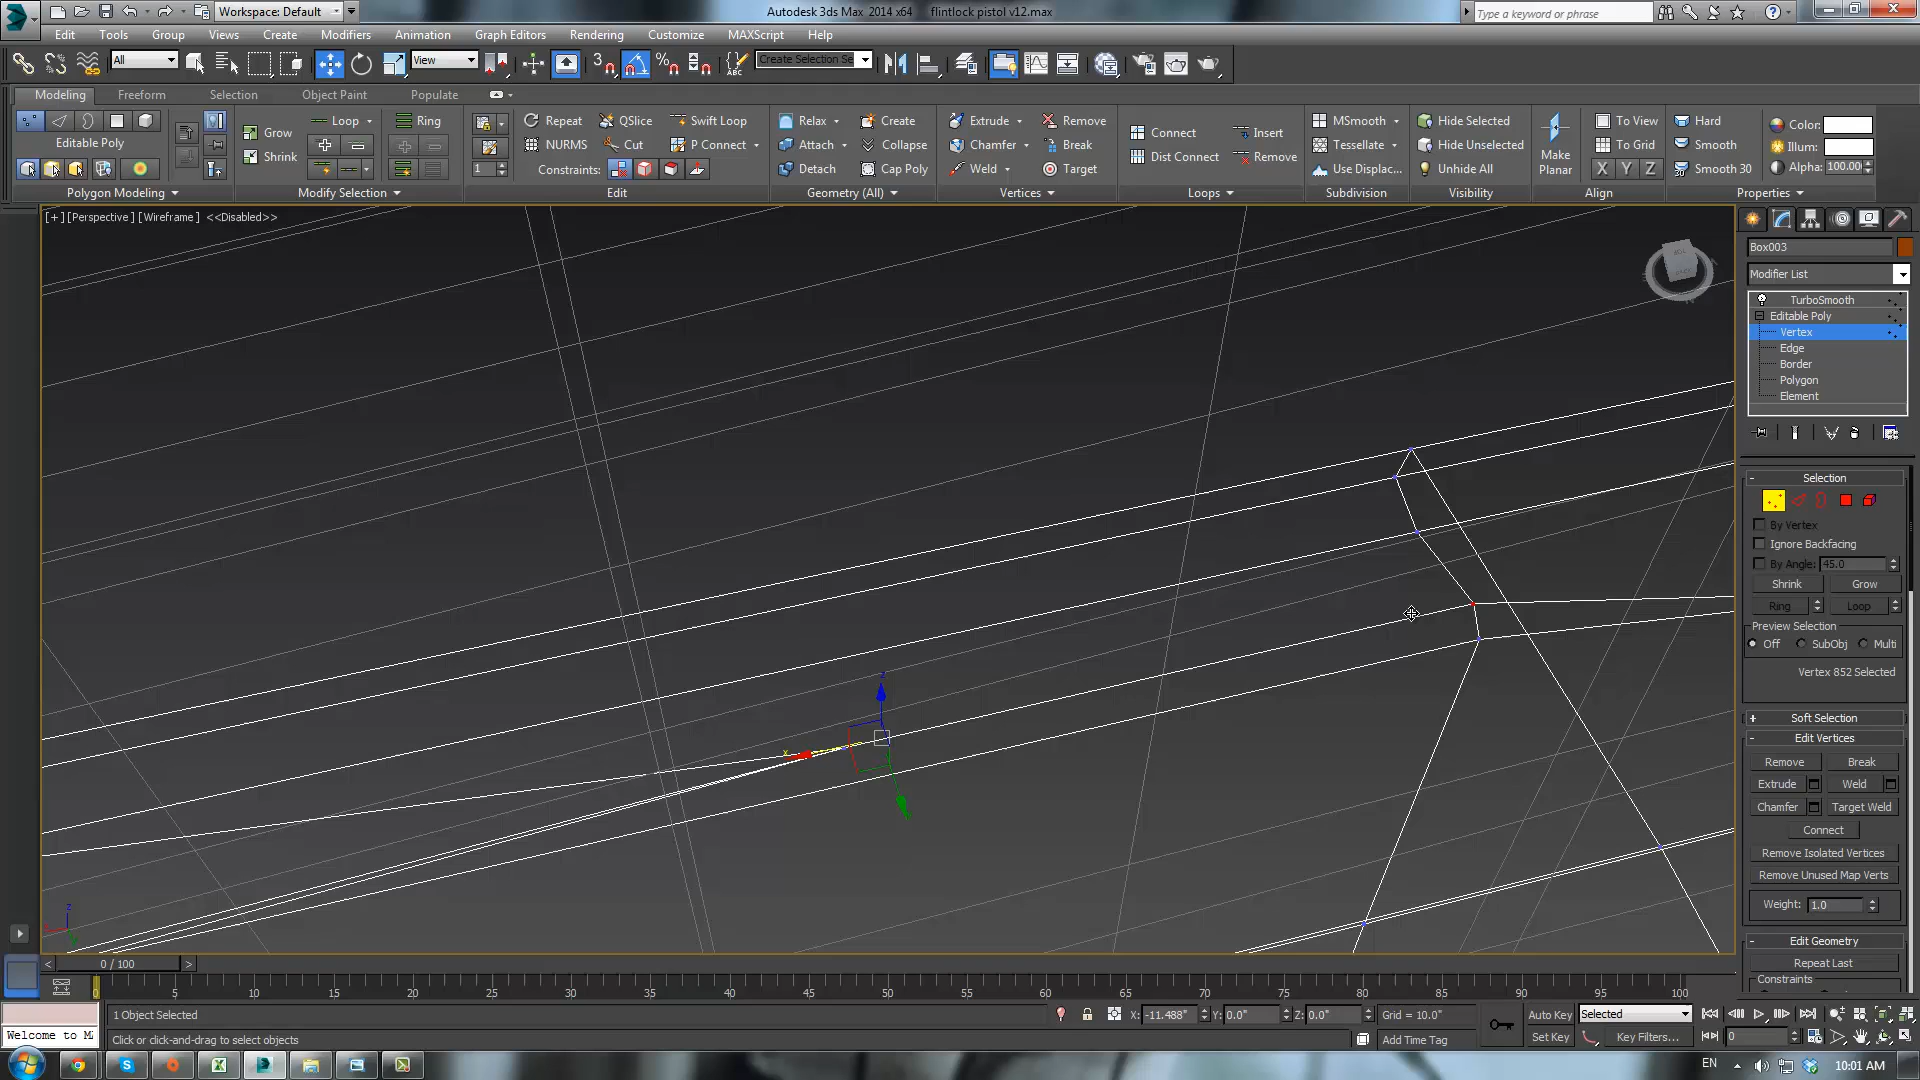 Workspace: Default
Autodesk 3ds Max 2014 x64 flintlock pistol v12.max
Type a keyword or phrase
Edit Tools Group Views Create Modifiers Animation Graph Editors Rendering Customize MAXScript Help
All View Create Selection Se
Modeling Freeform Selection Object Paint Populate
Loop Ring Repeat QSlice Swift Loop Relax Create Extrude Remove MSmooth Hide Selected To View Hard Color:
Editable Poly Grow NURMS Cut P Connect Attach Collapse Chamfer Break Connect Insert Tessellate Hide Unselected Make Planar To Grid Smooth Illum:
Shrink 1 Constraints: Detach Cap Poly Weld Target Dist Connect Remove Use Displac... Unhide All X Y Z Smooth 30 Alpha: 100.00
Polygon Modeling Modify Selection Edit Geometry (All) Vertices Loops Subdivision Visibility Align Properties
[+][Perspective][Wireframe] <<Disabled>>
Box003
Modifier List
TurboSmooth
Editable Poly
Vertex
Edge
Border
Polygon
Element
- Selection
By Vertex
Ignore Backfacing
By Angle: 45.0
Shrink Grow
Ring Loop
Preview Selection
Off SubObj Multi
Vertex 852 Selected
+ Soft Selection
- Edit Vertices
Remove Break
Extrude Weld
Chamfer Target Weld
Connect
Remove Isolated Vertices
Remove Unused Map Verts
Weight: 1.0
- Edit Geometry
Repeat Last
Constraints
z
x
z
< 0 / 100 >
0 5 10 15 20 25 30 35 40 45 50 55 60 65 70 75 80 85 90 95 100
1 Object Selected X: -11.488" Y: 0.0" Z: 0.0" Grid = 10.0" Auto Key Selected
Welcome to M Click or click-and-drag to select objects Add Time Tag Set Key Key Filters... 0
EN 10:01 AM